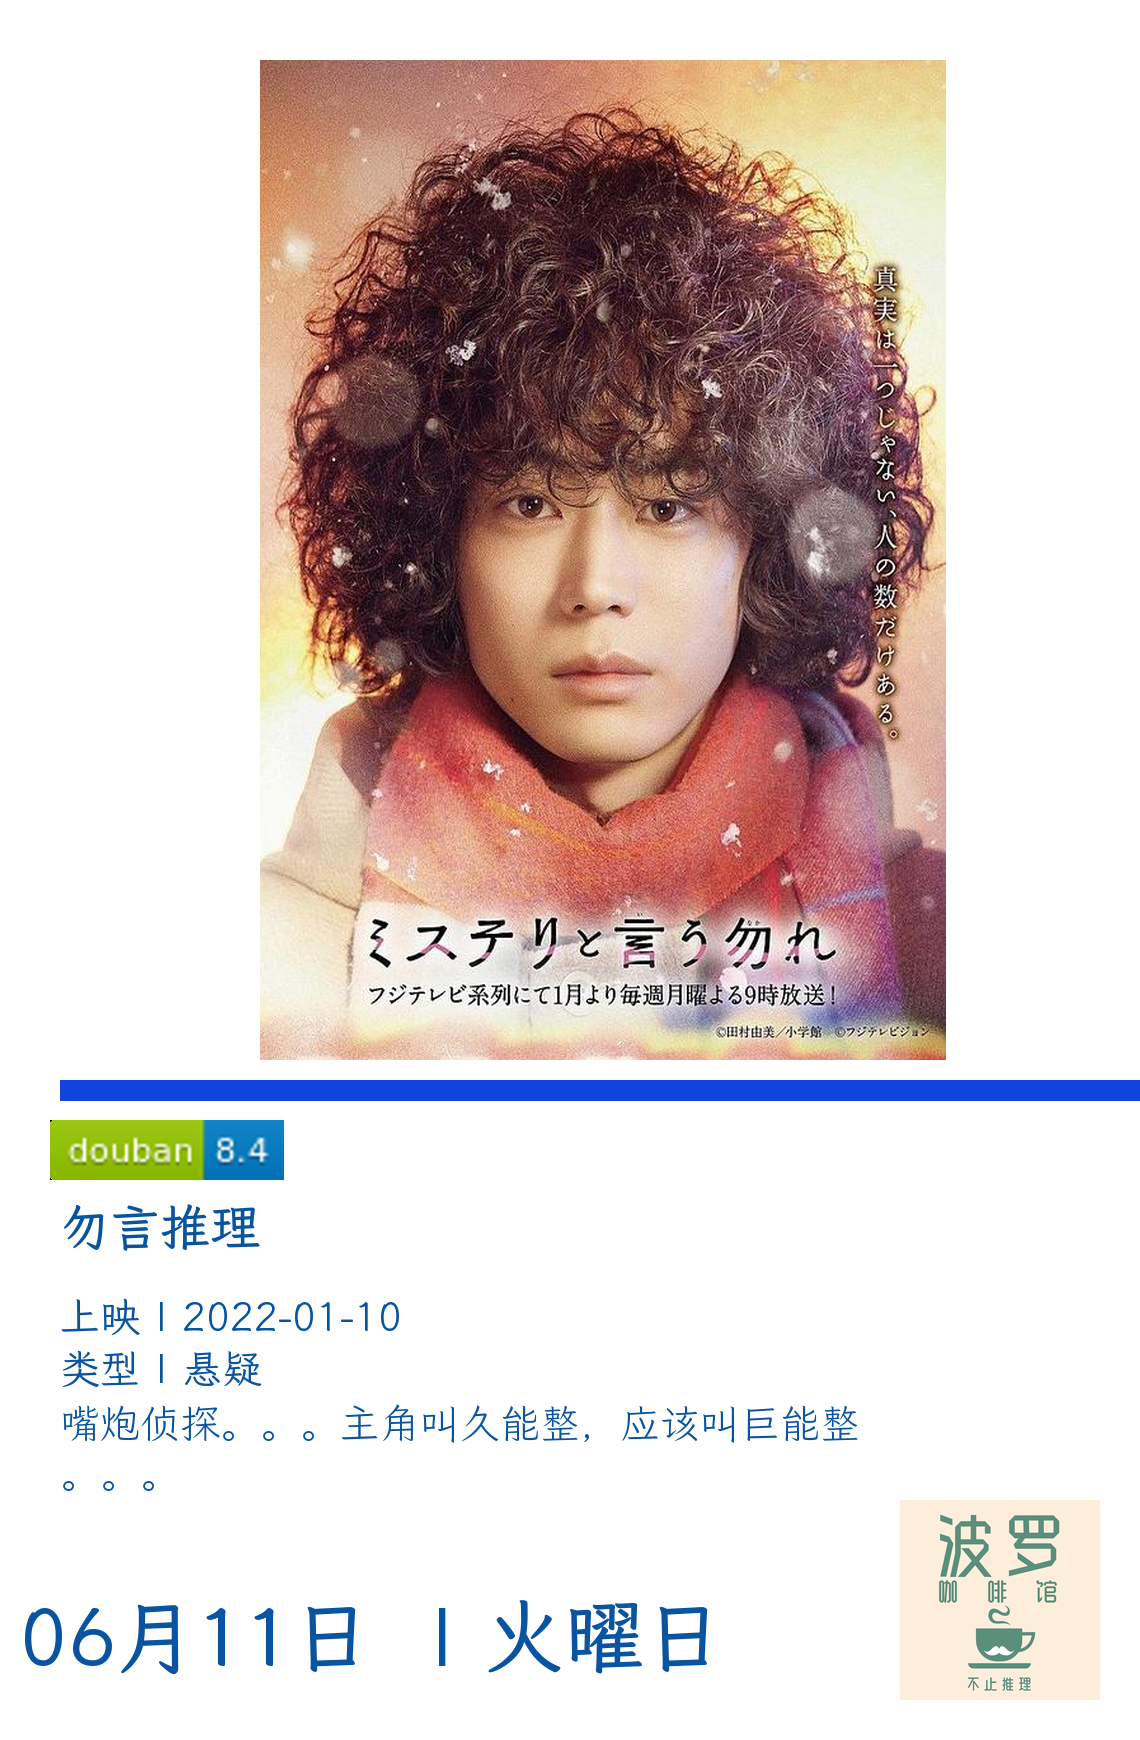 真実は一つじゃない、人の数だけある。
ミステリと言う勿れ
フジテレビ系列にて1月より毎週月曜よる9時放送！
©田村由美／小学館　©フジテレビジョン
douban 8.4
勿言推理
上映 | 2022-01-10
类型 | 悬疑
嘴炮侦探。。。主角叫久能整，应该叫巨能整
。。。
06月11日 | 火曜日
波罗
咖啡馆
不止推理